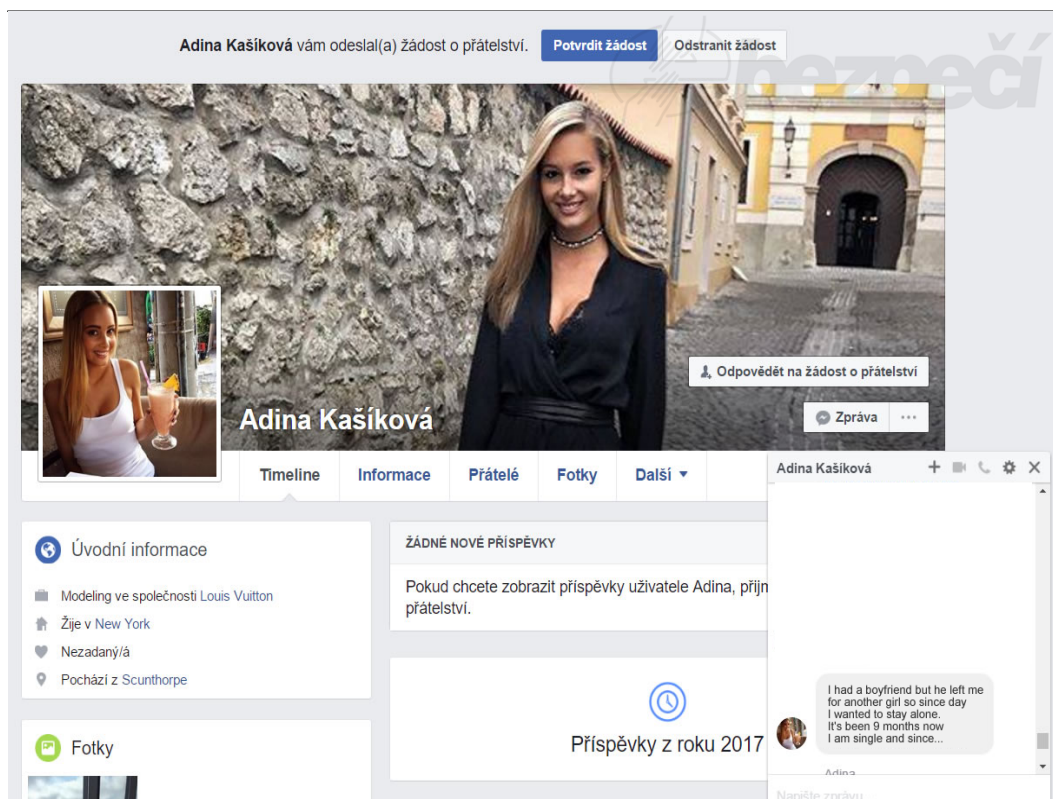 Adina Kašíková vám odeslal(a) žádost o přátelství.
Potvrdit žádost
Odstranit žádost
nezpečí
Odpovědět na žádost o přátelství
Zpráva
Adina Kašíková
Timeline
Informace
Přátelé
Fotky
Další
Úvodní informace
Modeling ve společnosti Louis Vuitton
Žije v New York
Nezadaný/á
Pochází z Scunthorpe
Fotky
ŽÁDNÉ NOVÉ PŘÍSPĚVKY
Pokud chcete zobrazit příspěvky uživatele Adina, přijm
přátelství.
Příspěvky z roku 2017
Adina Kašíková
I had a boyfriend but he left me
for another girl so since day
I wanted to stay alone.
It's been 9 months now
I am single and since...
Adina
Napište zprávu...